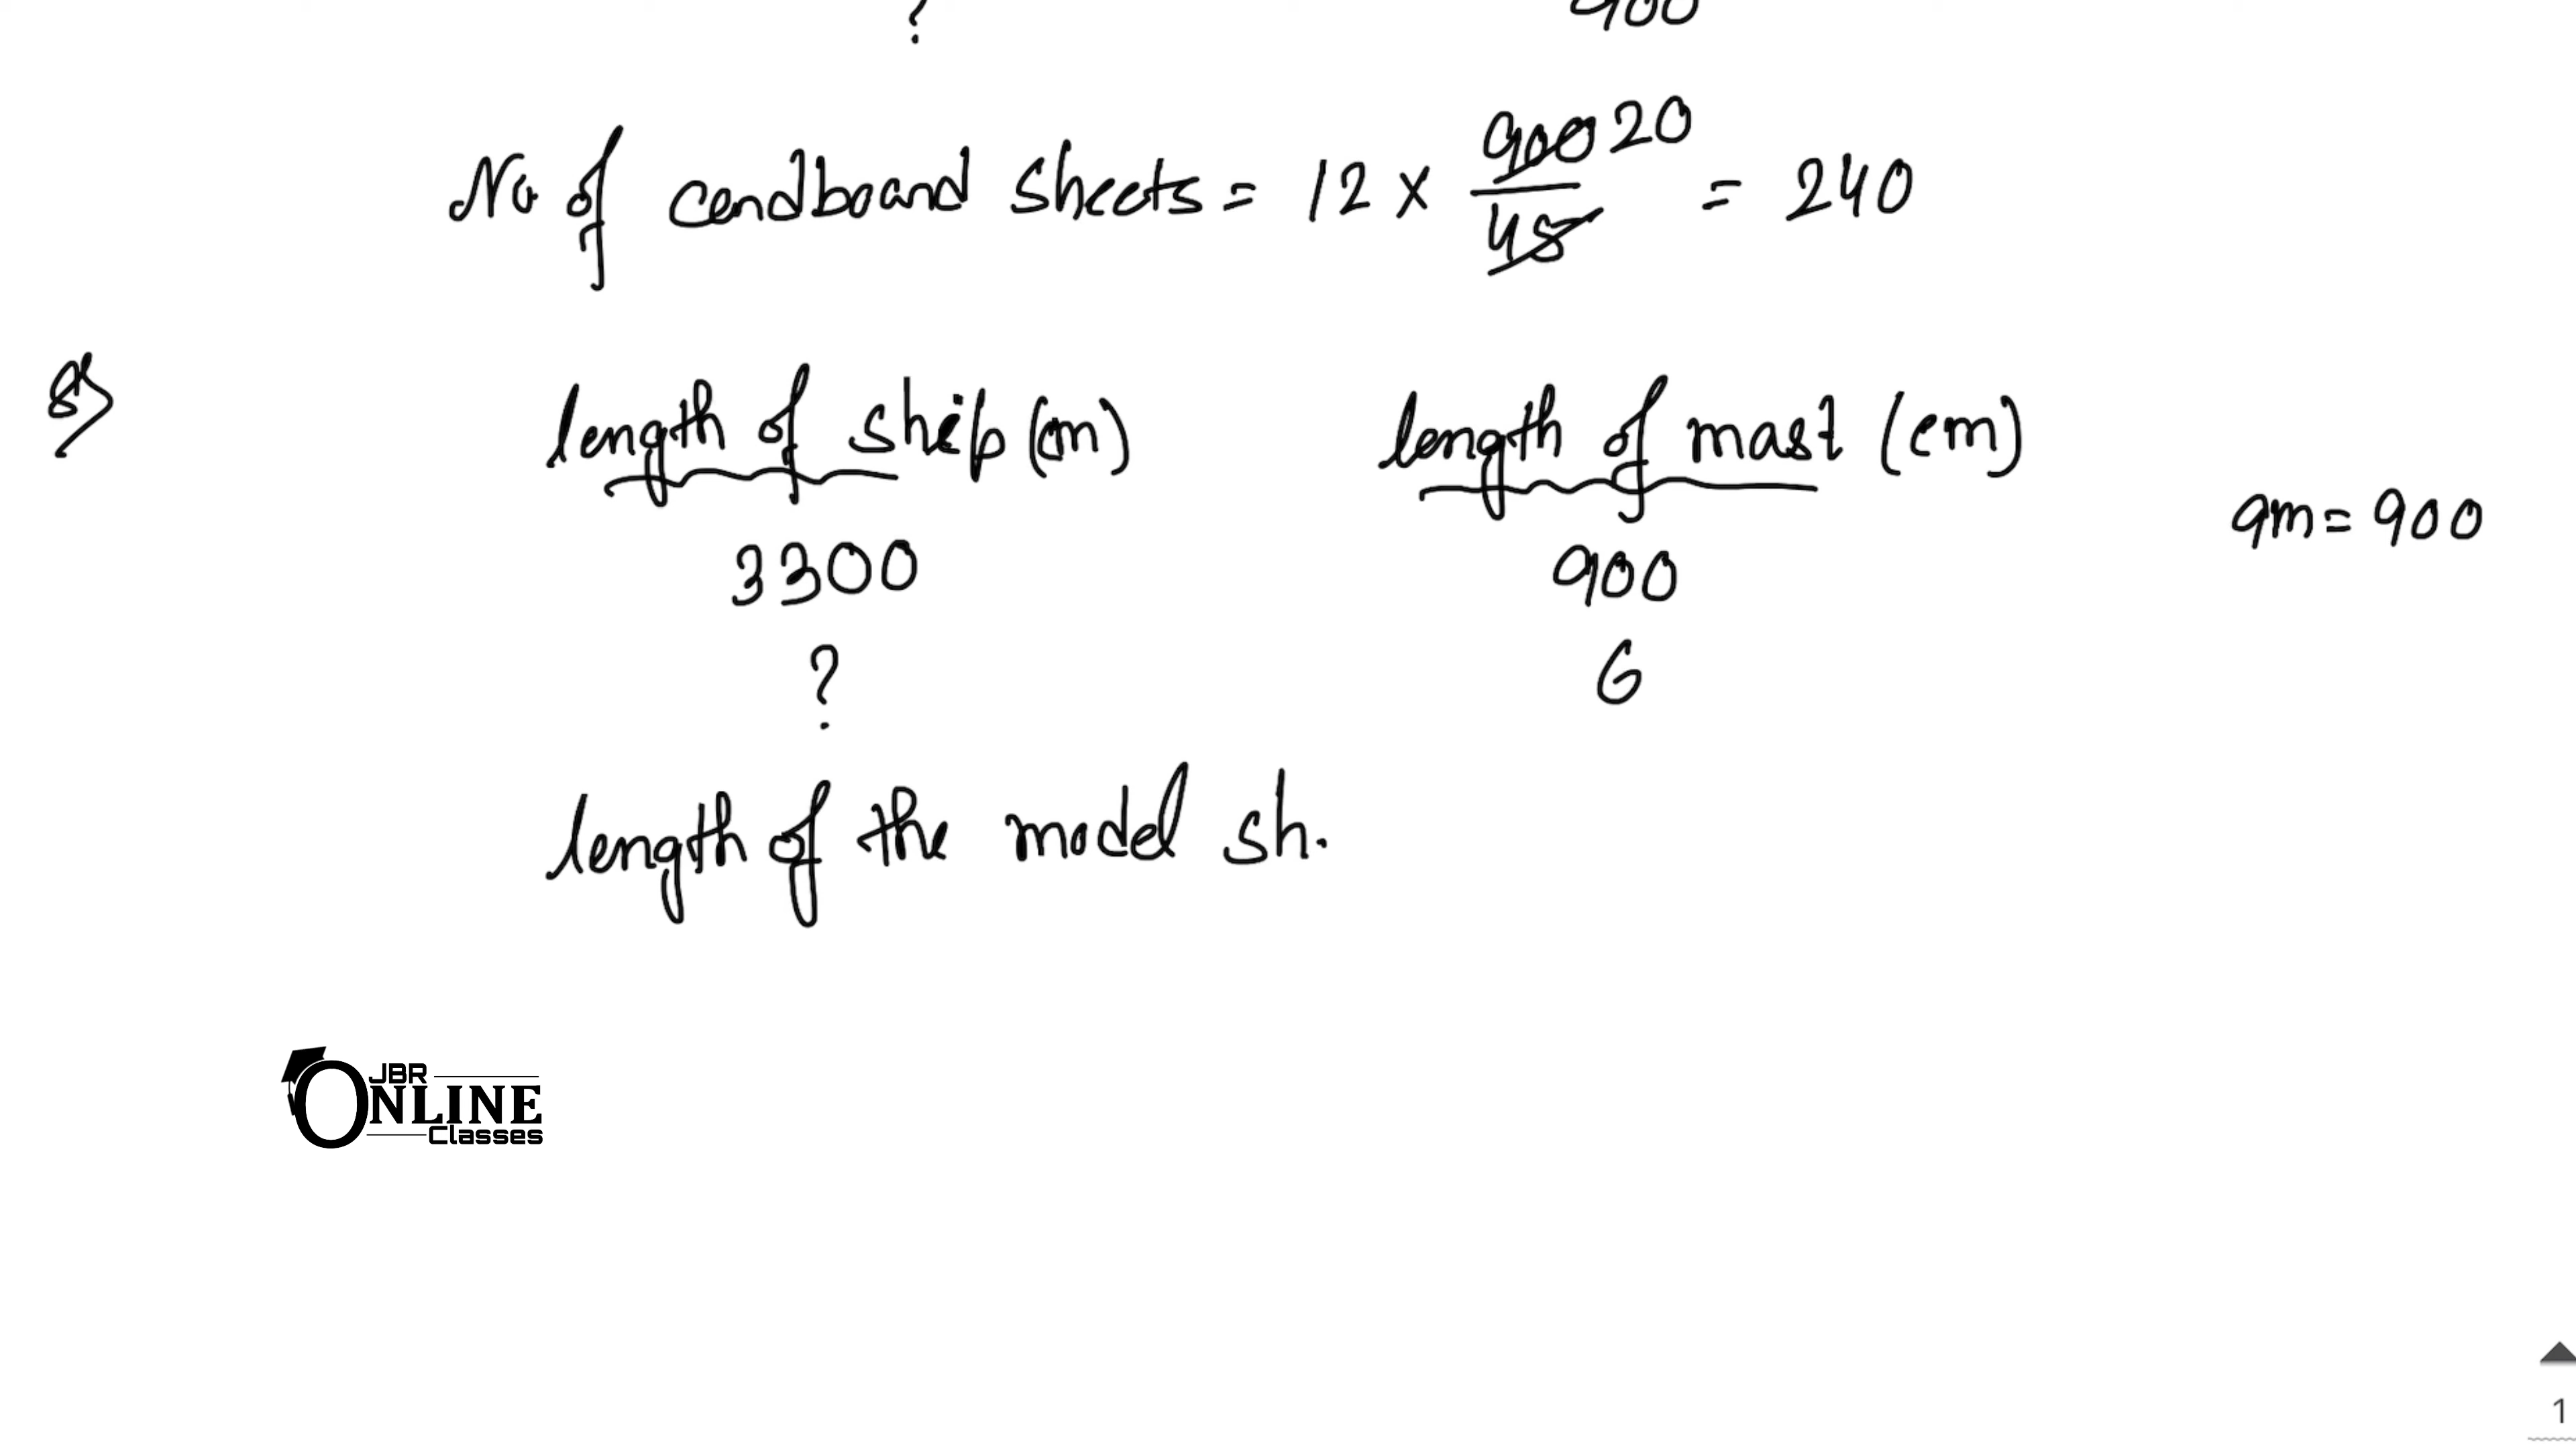 ?
900
No of cardboard sheets = 12 × 900 20 / 45 = 240
8)
length of ship (cm) length of mast (cm)
9m = 900
3300 900
? 6
length of the model sh.
JBR
ONLINE
Classes
1